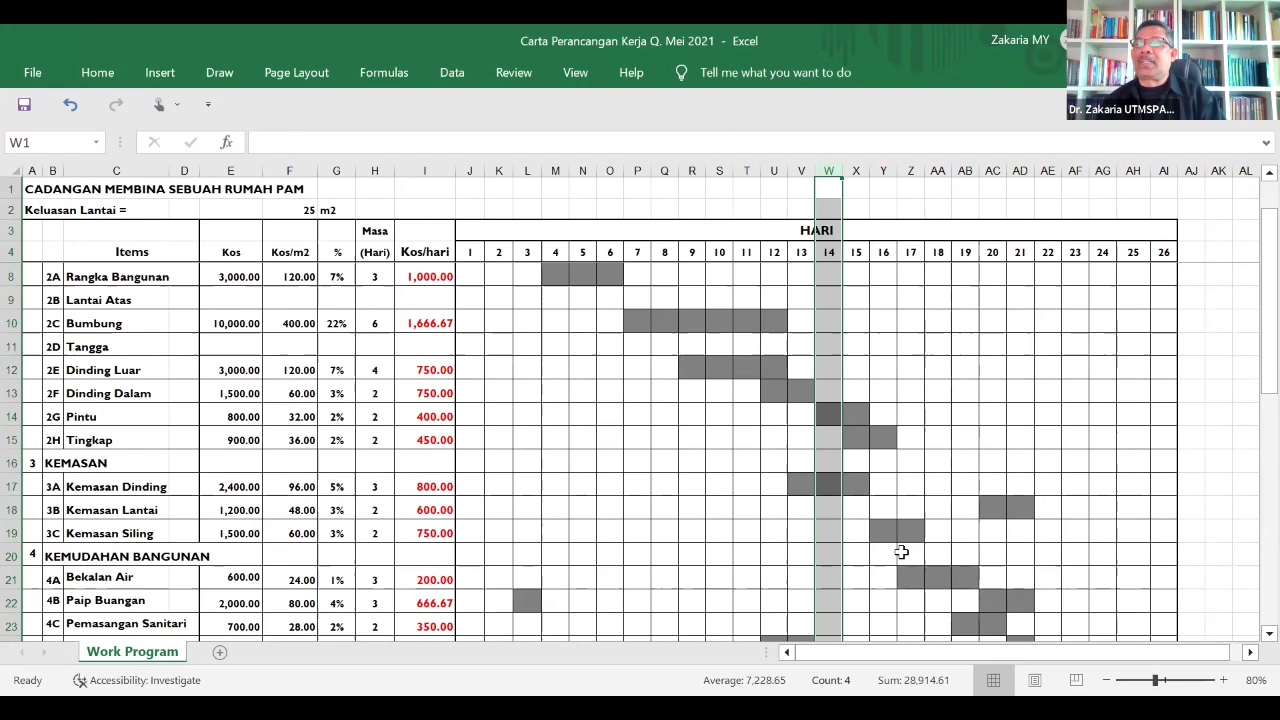 Carta Perancangan Kerja Q. Mei 2021 - Excel
Zakaria MY
File Home Insert Draw Page Layout Formulas Data Review View Help Tell me what you want to do
Dr. Zakaria UTMSPA...
W1 fx
A B C D E F G H I J K L M N O P Q R S T U V W X Y Z AA AB AC AD AE AF AG AH AI AJ AK AL
1 CADANGAN MEMBINA SEBUAH RUMAH PAM
2 Keluasan Lantai = 25 m2
3 Masa HARI
4 Items Kos Kos/m2 % (Hari) Kos/hari 1 2 3 4 5 6 7 8 9 10 11 12 13 14 15 16 17 18 19 20 21 22 23 24 25 26
8 2A Rangka Bangunan 3,000.00 120.00 7% 3 1,000.00
9 2B Lantai Atas
10 2C Bumbung 10,000.00 400.00 22% 6 1,666.67
11 2D Tangga
12 2E Dinding Luar 3,000.00 120.00 7% 4 750.00
13 2F Dinding Dalam 1,500.00 60.00 3% 2 750.00
14 2G Pintu 800.00 32.00 2% 2 400.00
15 2H Tingkap 900.00 36.00 2% 2 450.00
16 3 KEMASAN
17 3A Kemasan Dinding 2,400.00 96.00 5% 3 800.00
18 3B Kemasan Lantai 1,200.00 48.00 3% 2 600.00
19 3C Kemasan Siling 1,500.00 60.00 3% 2 750.00
20 4 KEMUDAHAN BANGUNAN
21 4A Bekalan Air 600.00 24.00 1% 3 200.00
22 4B Paip Buangan 2,000.00 80.00 4% 3 666.67
23 4C Pemasangan Sanitari 700.00 28.00 2% 2 350.00
Work Program
Ready Accessibility: Investigate Average: 7,228.65 Count: 4 Sum: 28,914.61 80%